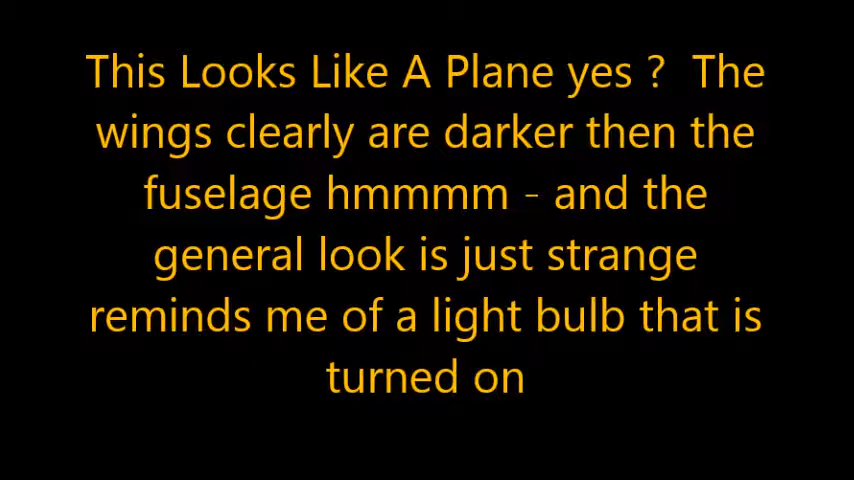 This Looks Like A Plane yes ?  The
wings clearly are darker then the
fuselage hmmmm - and the
general look is just strange
reminds me of a light bulb that is
turned on